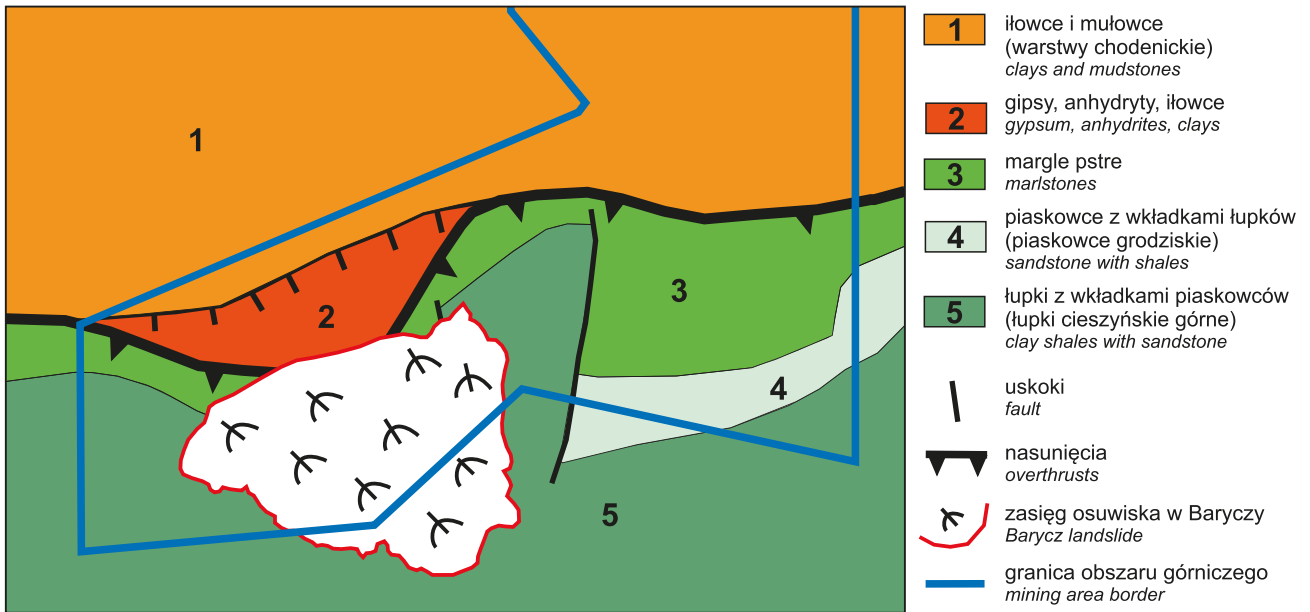 1
2
3
4
5
1
iłowce i mułowce
(warstwy chodenickie)
clays and mudstones
2
gipsy, anhydryty, iłowce
gypsum, anhydrites, clays
3
margle pstre
marlstones
4
piaskowce z wkładkami łupków
(piaskowce grodziskie)
sandstone with shales
5
łupki z wkładkami piaskowców
(łupki cieszyńskie górne)
clay shales with sandstone
uskoki
fault
nasunięcia
overthrusts
zasięg osuwiska w Baryczy
Barycz landslide
granica obszaru górniczego
mining area border